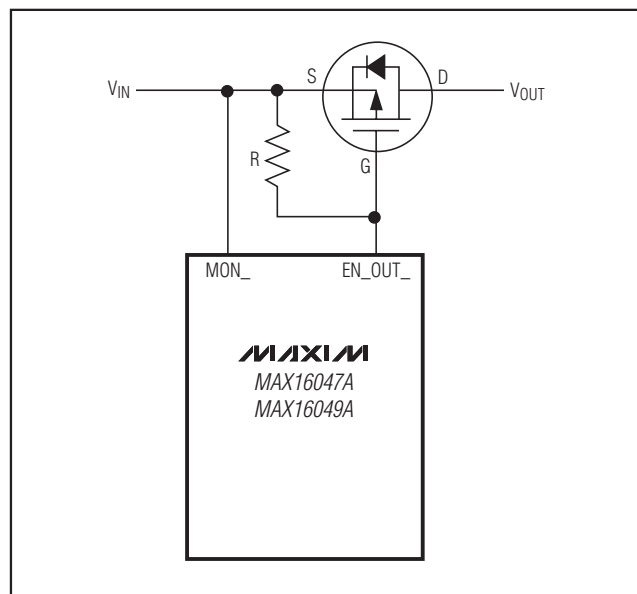 S
D
VIN
VOUT
R
G
MON_
EN_OUT_
MAXIM
MAX16047A
MAX16049A